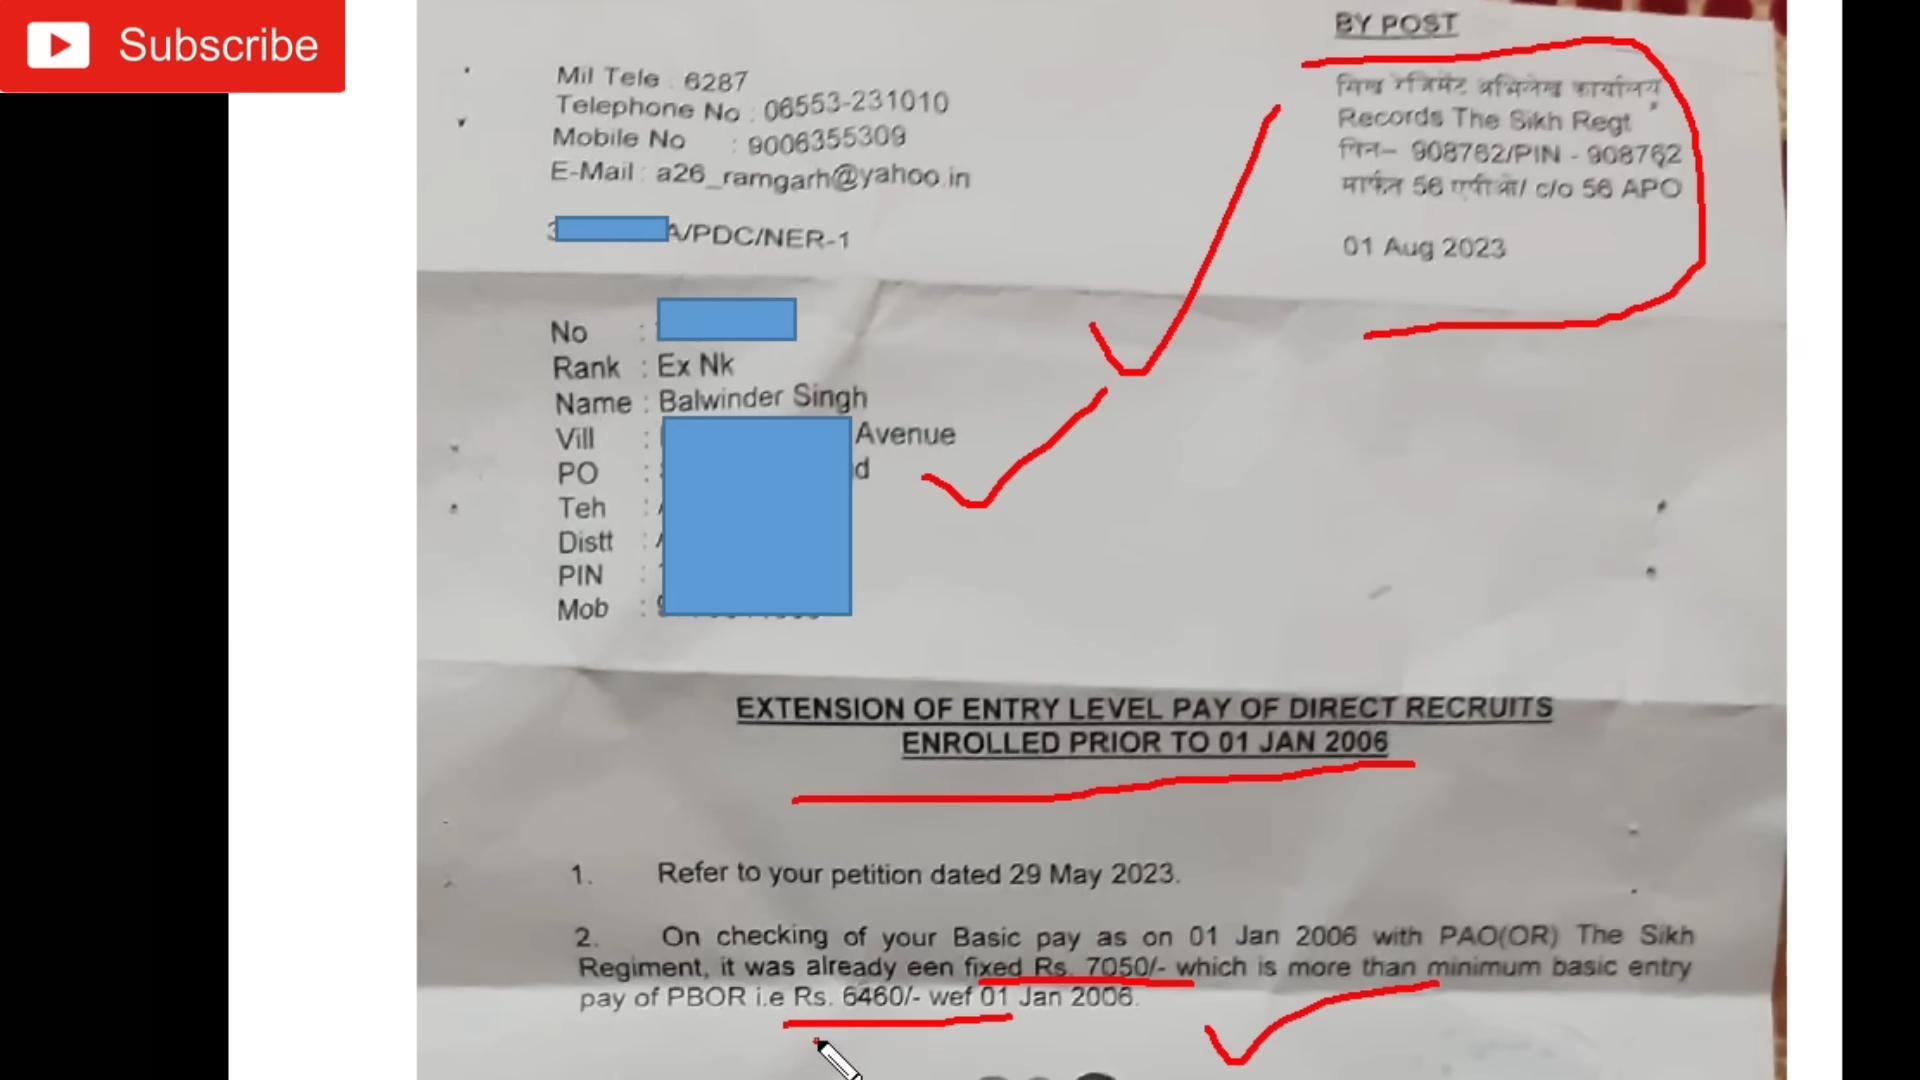 Subscribe
BY POST
Mil Tele : 6287
Telephone No : 06553-231010
Mobile No : 9006355309
E-Mail : a26_ramgarh@yahoo.in
सिख रेजिमेंट अभिलेख कार्यालय
Records The Sikh Regt
पिन– 908762/PIN - 908762
मार्फत 56 एपीओ/ c/o 56 APO
A/PDC/NER-1
01 Aug 2023
No :
Rank : Ex Nk
Name : Balwinder Singh
Vill : Avenue
PO : d
Teh :
Distt :
PIN :
Mob :
EXTENSION OF ENTRY LEVEL PAY OF DIRECT RECRUITS
ENROLLED PRIOR TO 01 JAN 2006
1. Refer to your petition dated 29 May 2023.
2. On checking of your Basic pay as on 01 Jan 2006 with PAO(OR) The Sikh
Regiment, it was already een fixed Rs. 7050/- which is more than minimum basic entry
pay of PBOR i.e Rs. 6460/- wef 01 Jan 2006.